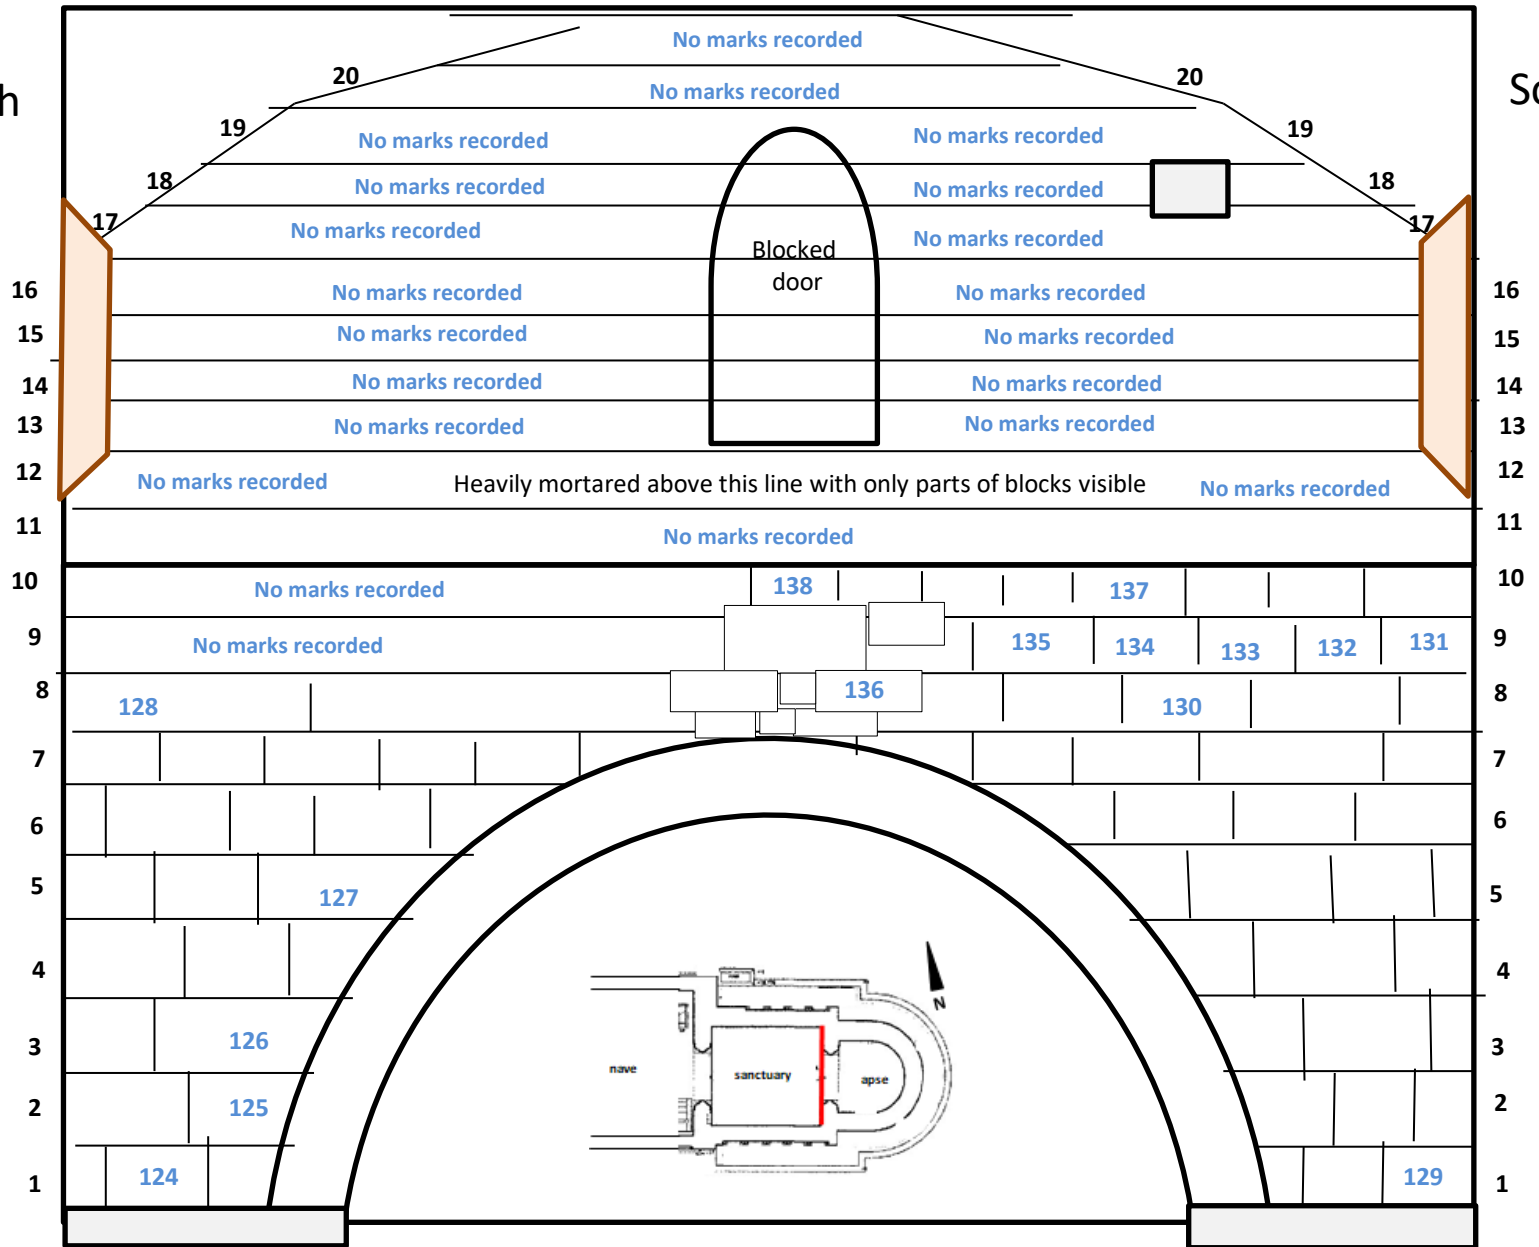 No marks recorded
20 20
No marks recorded
h So
19 No marks recorded No marks recorded 19
18 No marks recorded No marks recorded 18
17 No marks recorded No marks recorded 17
Blocked
door
16 No marks recorded No marks recorded 16
15 No marks recorded No marks recorded 15
14 No marks recorded No marks recorded 14
13 No marks recorded No marks recorded 13
12 No marks recorded Heavily mortared above this line with only parts of blocks visible No marks recorded 12
11 No marks recorded 11
10 No marks recorded 138 137 10
9 No marks recorded 135 134 133 132 131 9
8 128 136 130 8
7 7
6 6
5 127 5
4 4
N
3 126 3
nave sanctuary apse
2 125 2
1 124 129 1